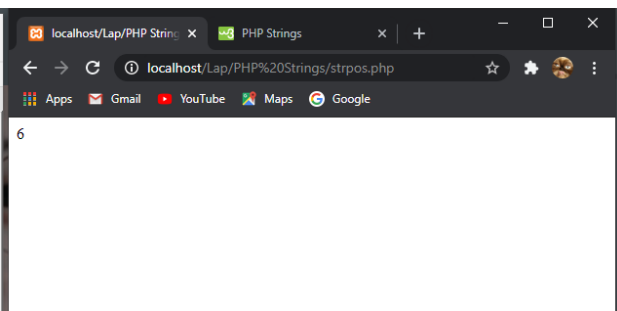 localhost/Lap/PHP String
PHP Strings
localhost/Lap/PHP%20Strings/strpos.php
Apps Gmail YouTube Maps Google
6